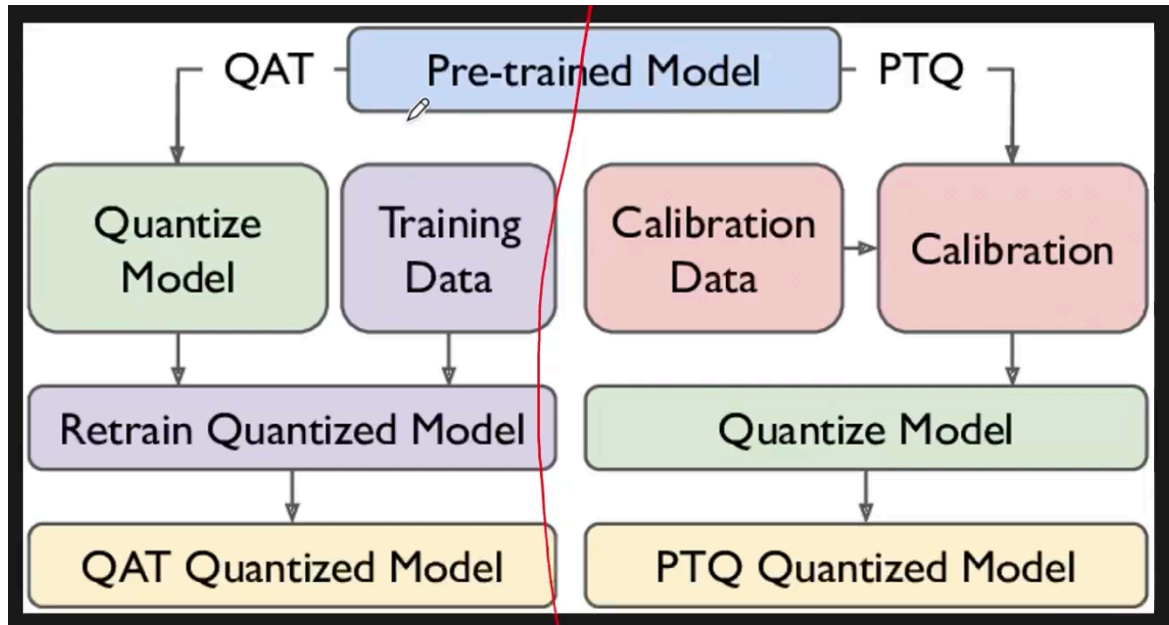 QAT
Pre-trained Model
PTQ
Quantize
Model
Training
Data
Calibration
Data
Calibration
Retrain Quantized Model
Quantize Model
QAT Quantized Model
PTQ Quantized Model